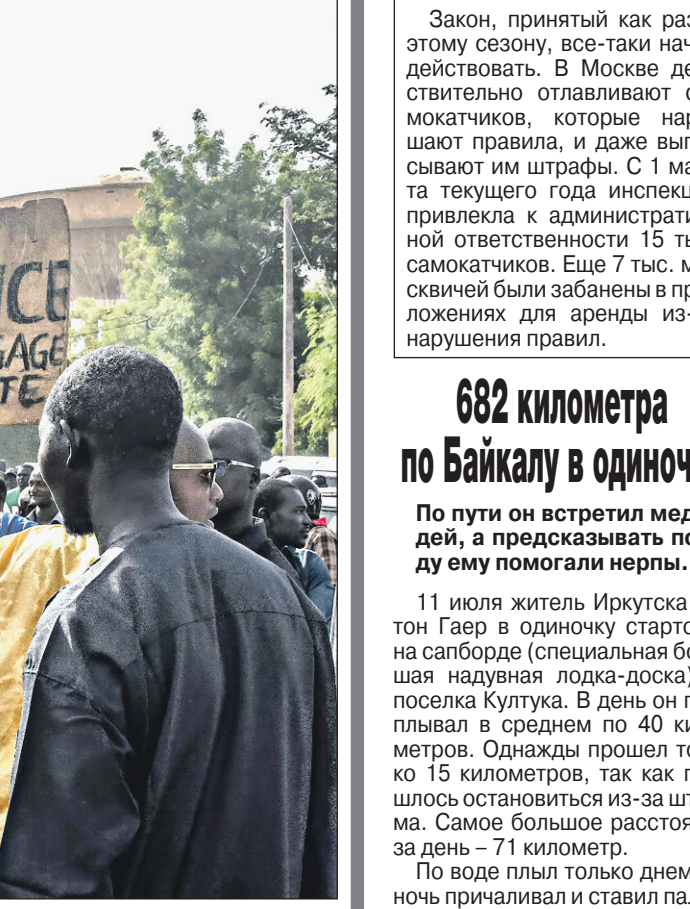 GAGE
TE
Закон, принятый как раз
этому сезону, все-таки нач
действовать. В Москве де
ствительно отлавливают с
мокатчиков, которые нар
шают правила, и даже вып
сывают им штрафы. С 1 ма
та текущего года инспекц
привлекла к администрати
ной ответственности 15 ты
самокатчиков. Еще 7 тыс. м
сквичей были забанены в пр
ложениях для аренды из-
нарушения правил.
682 километра
по Байкалу в одиноч
По пути он встретил мед
дей, а предсказывать по
ду ему помогали нерпы.
11 июля житель Иркутска
тон Гаер в одиночку старто
на сапборде (специальная бо
шая надувная лодка-доска)
поселка Култука. В день он п
плывал в среднем по 40 ки
метров. Однажды прошел то
ко 15 километров, так как п
шлось остановиться из-за шт
ма. Самое большое расстоя
за день – 71 километр.
По воде плыл только днем
ночь причаливал и ставил пал